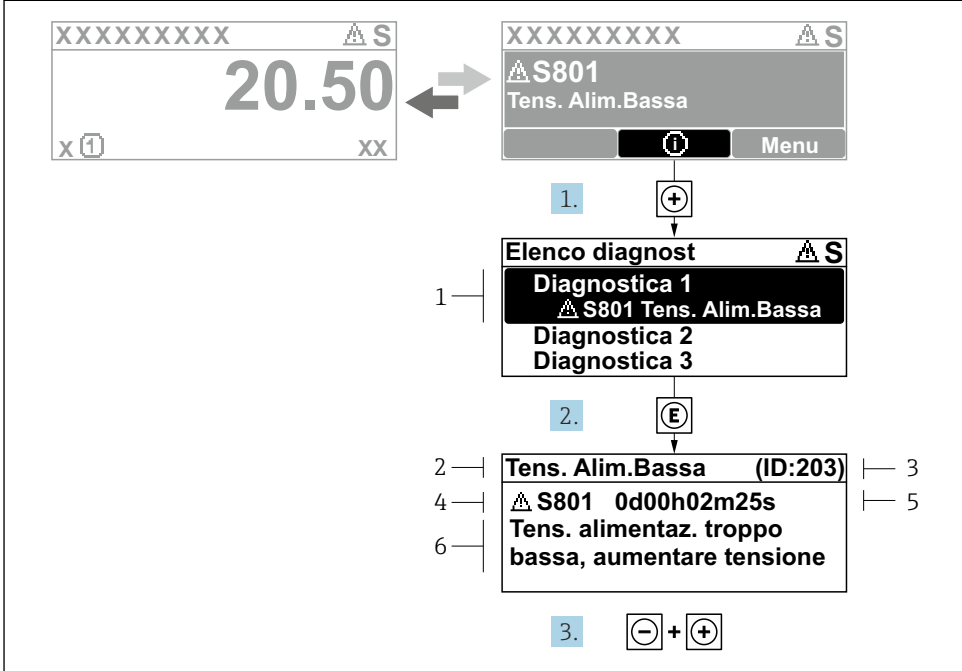 XXXXXXXXX ⚠ S
20.50
x ① xx
XXXXXXXXX ⚠ S
⚠ S801
Tens. Alim.Bassa
ⓘ Menu
1. +
Elenco diagnost ⚠ S
1
Diagnostica 1
⚠ S801 Tens. Alim.Bassa
Diagnostica 2
Diagnostica 3
2. E
2 Tens. Alim.Bassa (ID:203) 3
4 ⚠ S801 0d00h02m25s 5
6 Tens. alimentaz. troppo
bassa, aumentare tensione
3. - + +